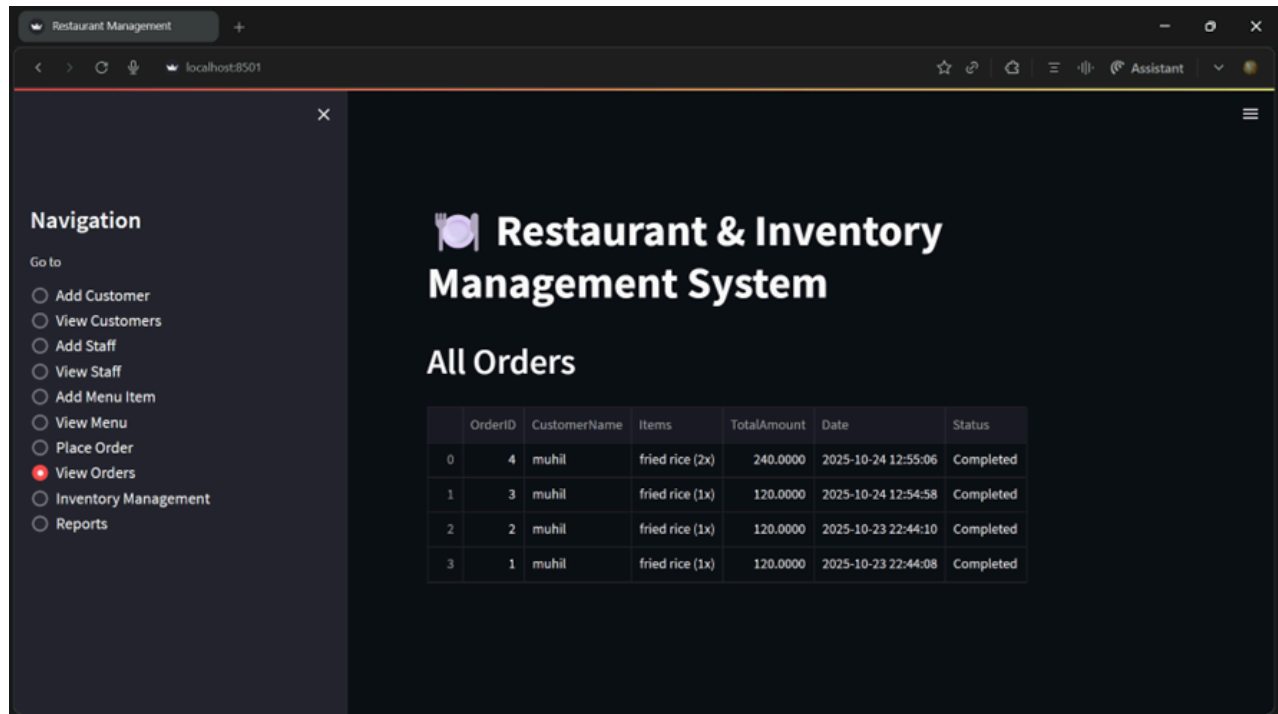 Restaurant Management
localhost:8501
Assistant
Navigation
Go to
Add Customer
View Customers
Add Staff
View Staff
Add Menu Item
View Menu
Place Order
View Orders
Inventory Management
Reports
Restaurant & Inventory
Management System
All Orders
OrderID CustomerName Items TotalAmount Date Status
0 4 muhil fried rice (2x) 240.0000 2025-10-24 12:55:06 Completed
1 3 muhil fried rice (1x) 120.0000 2025-10-24 12:54:58 Completed
2 2 muhil fried rice (1x) 120.0000 2025-10-23 22:44:10 Completed
3 1 muhil fried rice (1x) 120.0000 2025-10-23 22:44:08 Completed